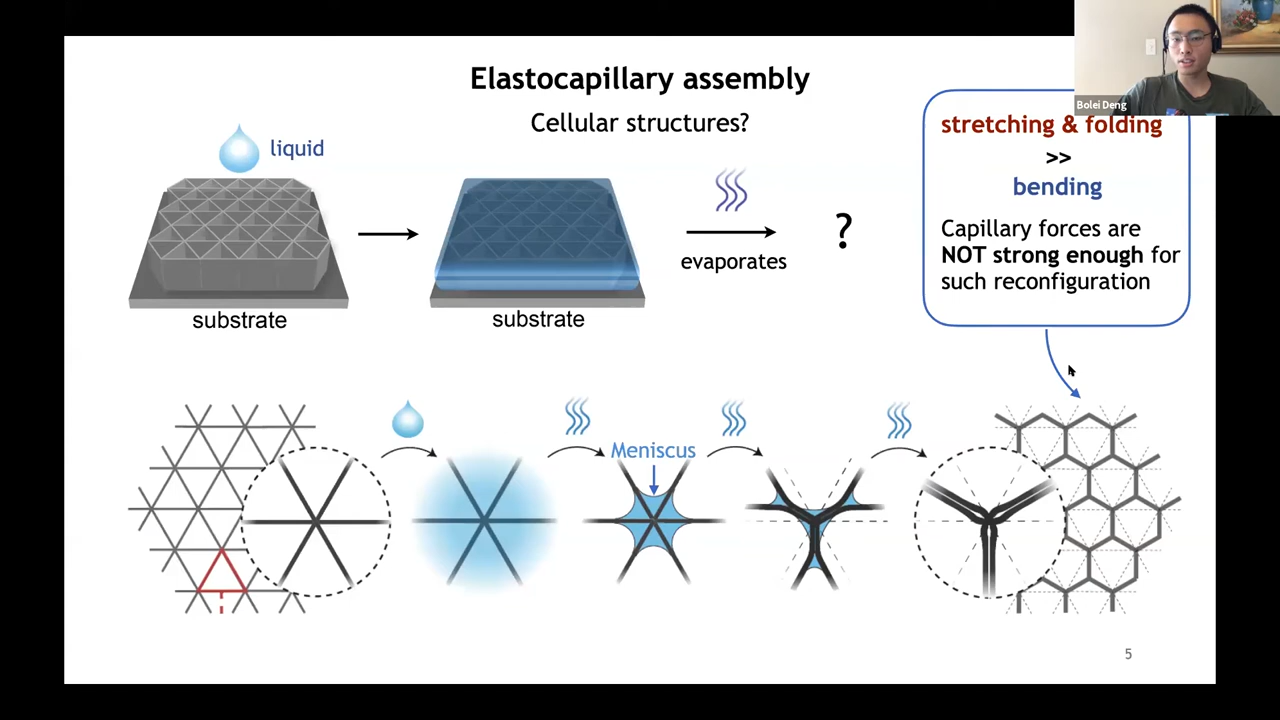 Elastocapillary assembly
Cellular structures?
Bolei Deng
liquid
substrate
substrate
evaporates
?
stretching & folding
>>
bending
Capillary forces are
NOT strong enough for
such reconfiguration
Meniscus
5